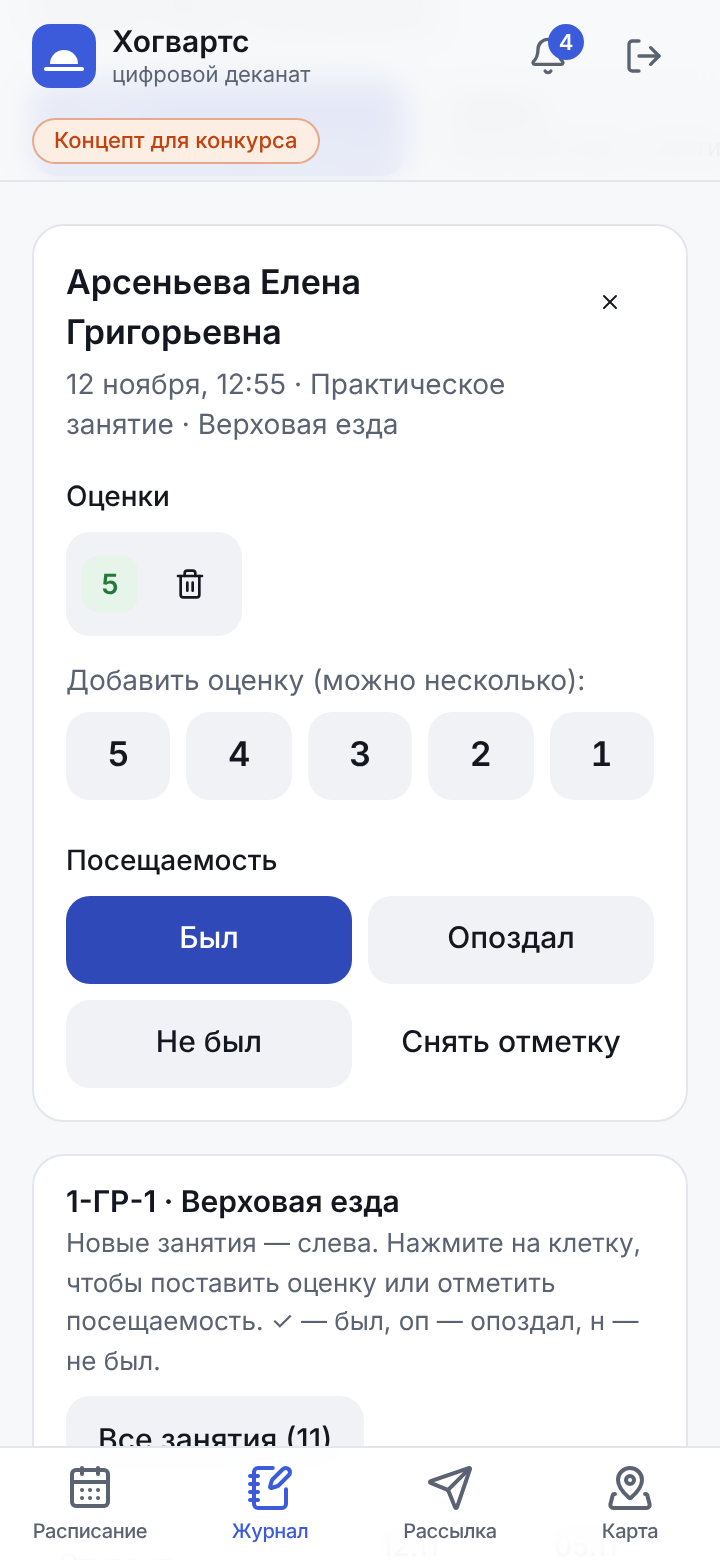 Хогвартс
цифровой деканат
4
Концепт для конкурса
Арсеньева Елена
Григорьевна
12 ноября, 12:55 · Практическое
занятие · Верховая езда
Оценки
5
Добавить оценку (можно несколько):
5 4 3 2 1
Посещаемость
Был Опоздал
Не был Снять отметку
1-ГР-1 · Верховая езда
Новые занятия — слева. Нажмите на клетку,
чтобы поставить оценку или отметить
посещаемость. ✓ — был, оп — опоздал, н —
не был.
Все занятия (11)
Расписание Журнал Рассылка Карта